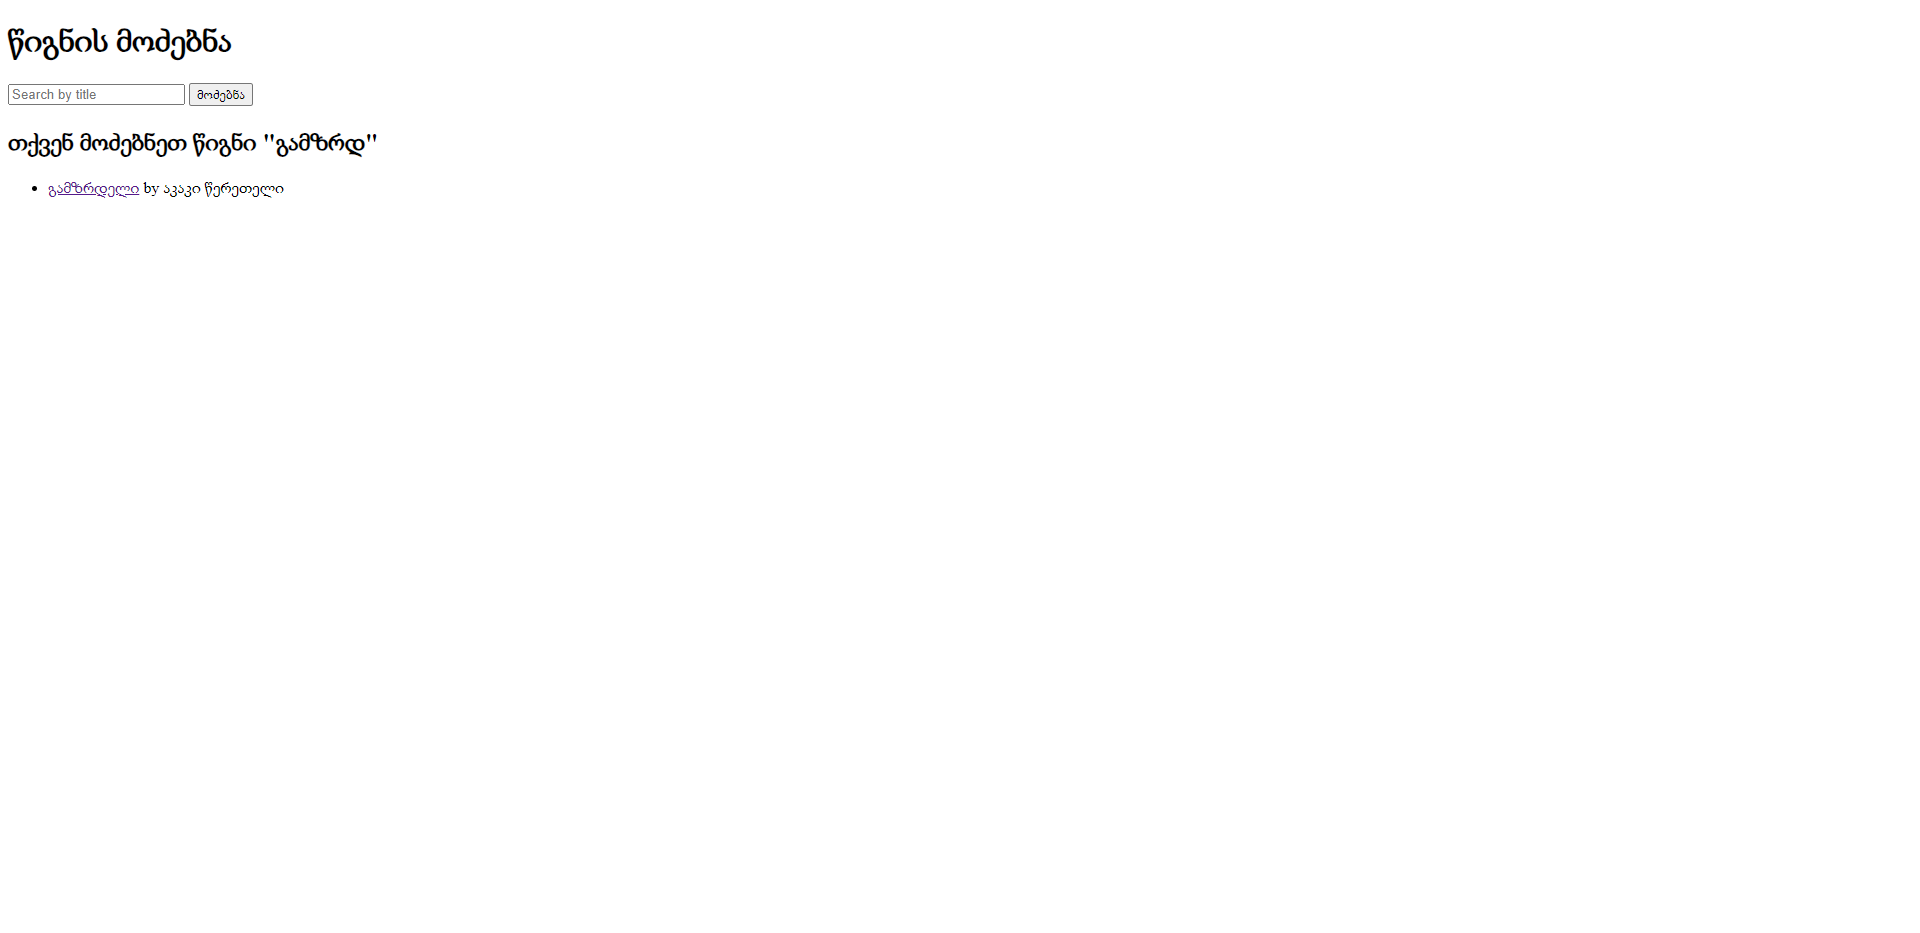 წიგნის მოძებნა
Search by title მოძებნა
თქვენ მოძებნეთ წიგნი "გამზრდ"
• გამზრდელი by აკაკი წერეთელი